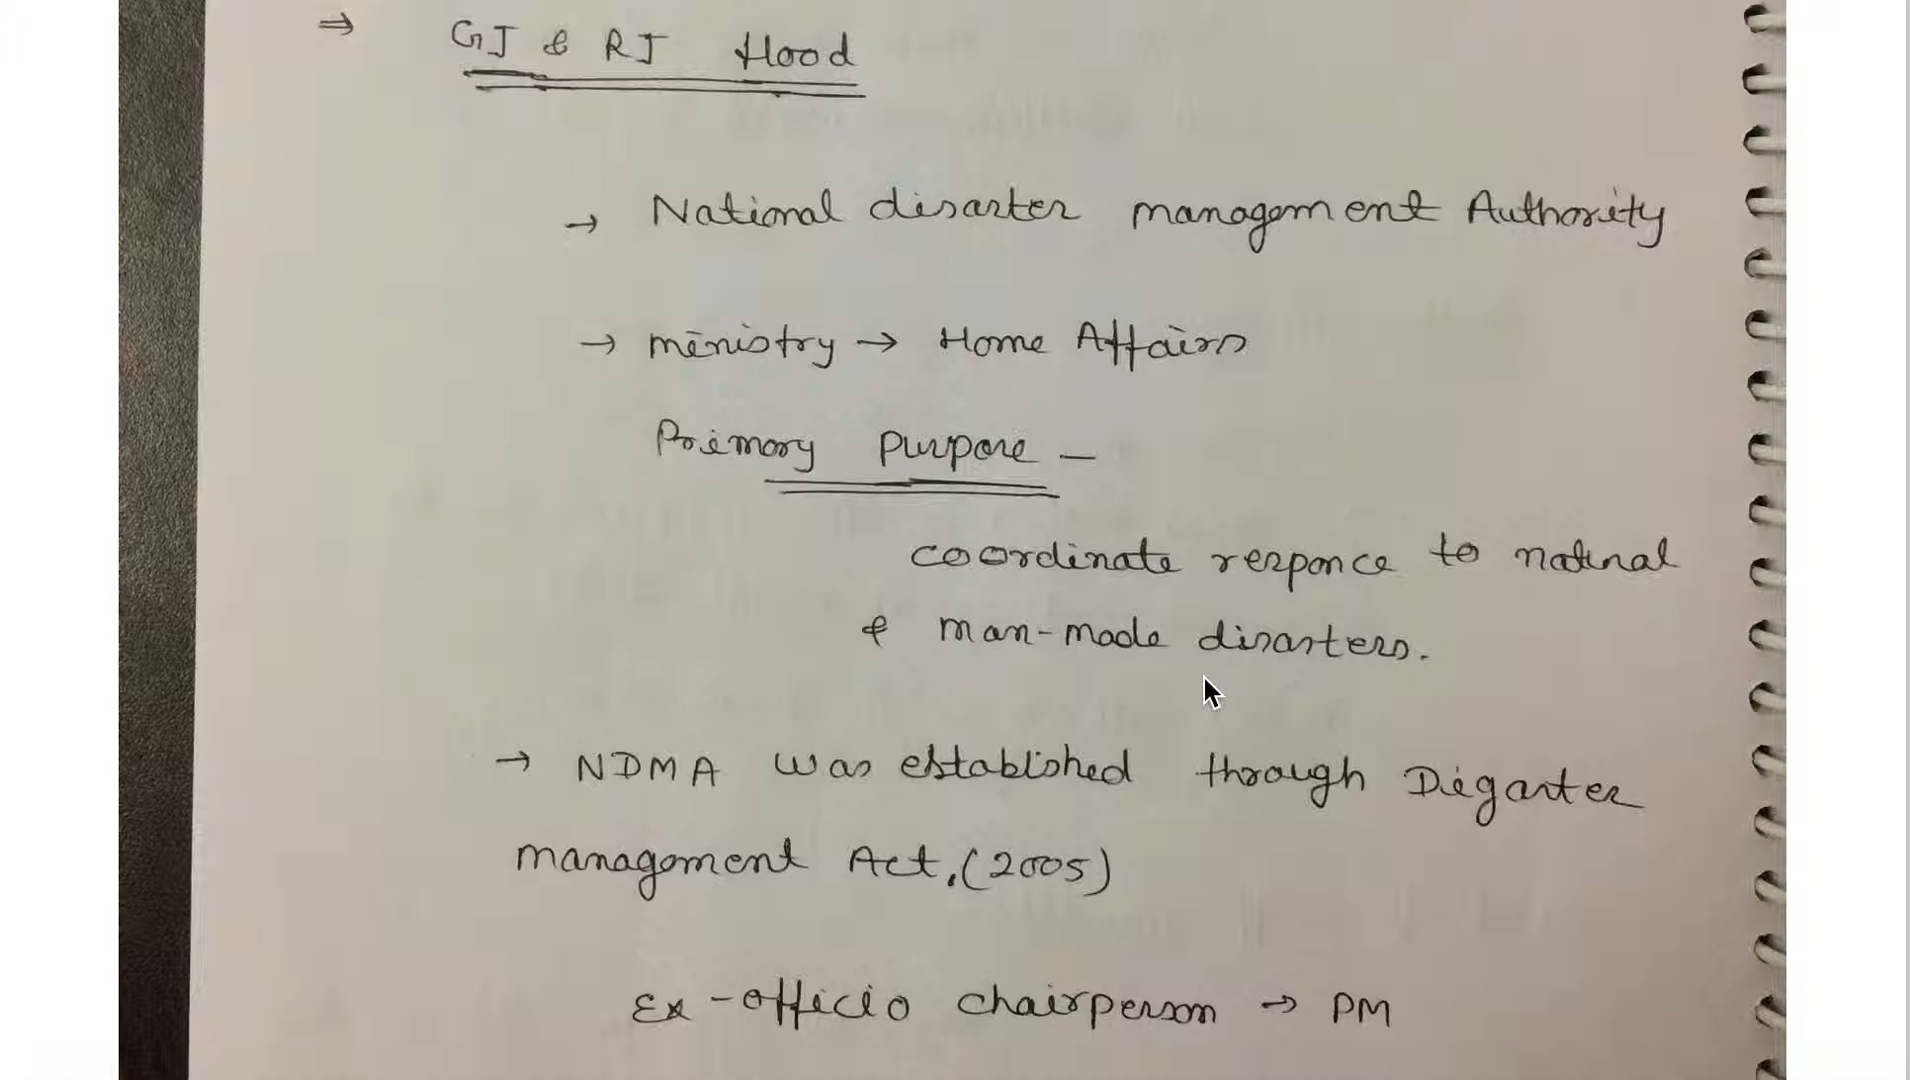 ⇒ GJ & RJ flood
→ National disaster management Authority
→ ministry → Home Affairs
Primary Purpose —
coordinate responce to natural
& man-made disasters.
→ NDMA was established through Disaster
management Act, (2005)
Ex-officio chairperson → PM